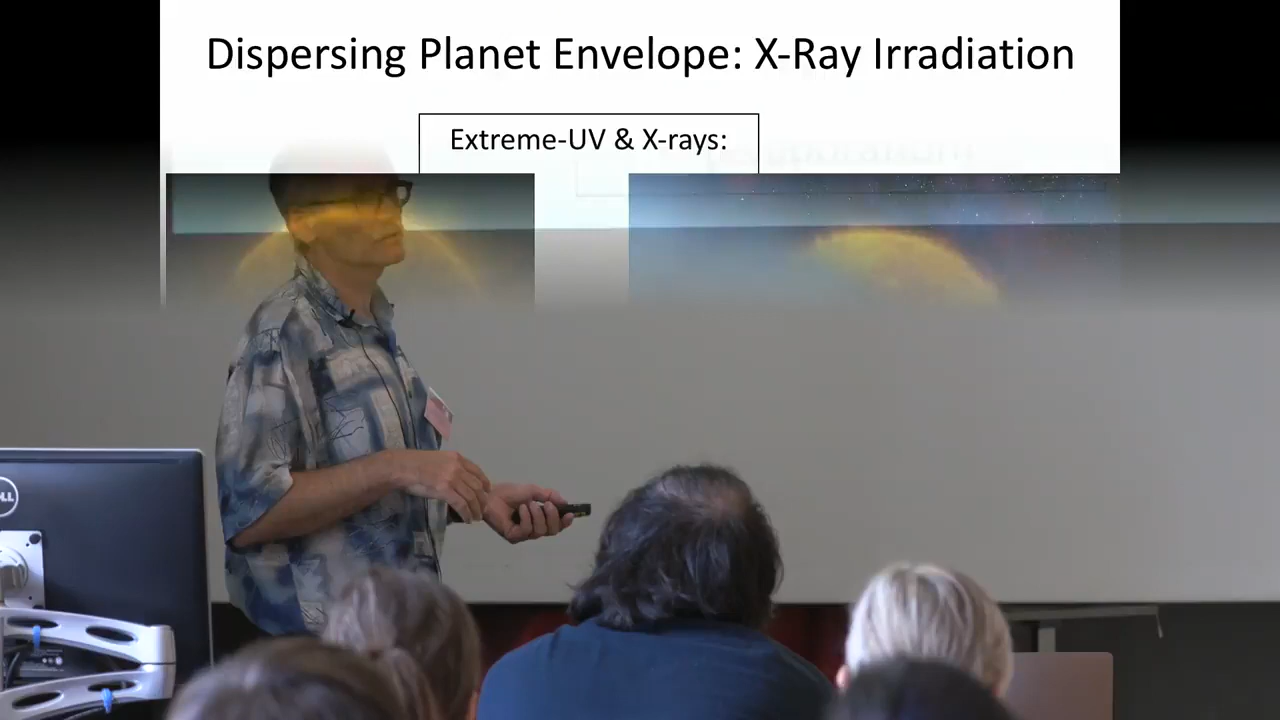 Dispersing Planet Envelope: X-Ray Irradiation
Extreme-UV & X-rays: